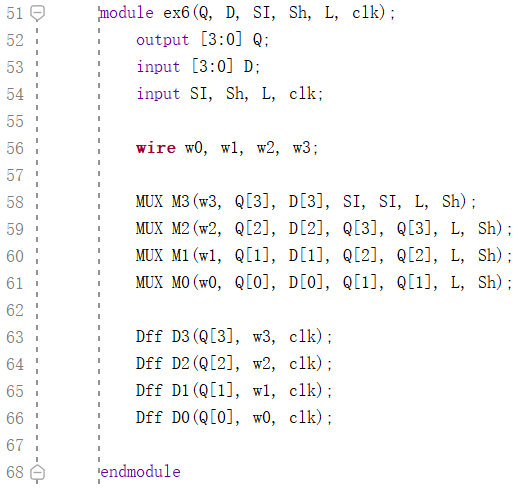 51 module ex6(Q, D, SI, Sh, L, clk);
52 output [3:0] Q;
53 input [3:0] D;
54 input SI, Sh, L, clk;
55
56 wire w0, w1, w2, w3;
57
58 MUX M3(w3, Q[3], D[3], SI, SI, L, Sh);
59 MUX M2(w2, Q[2], D[2], Q[3], Q[3], L, Sh);
60 MUX M1(w1, Q[1], D[1], Q[2], Q[2], L, Sh);
61 MUX M0(w0, Q[0], D[0], Q[1], Q[1], L, Sh);
62
63 Dff D3(Q[3], w3, clk);
64 Dff D2(Q[2], w2, clk);
65 Dff D1(Q[1], w1, clk);
66 Dff D0(Q[0], w0, clk);
67
68 endmodule